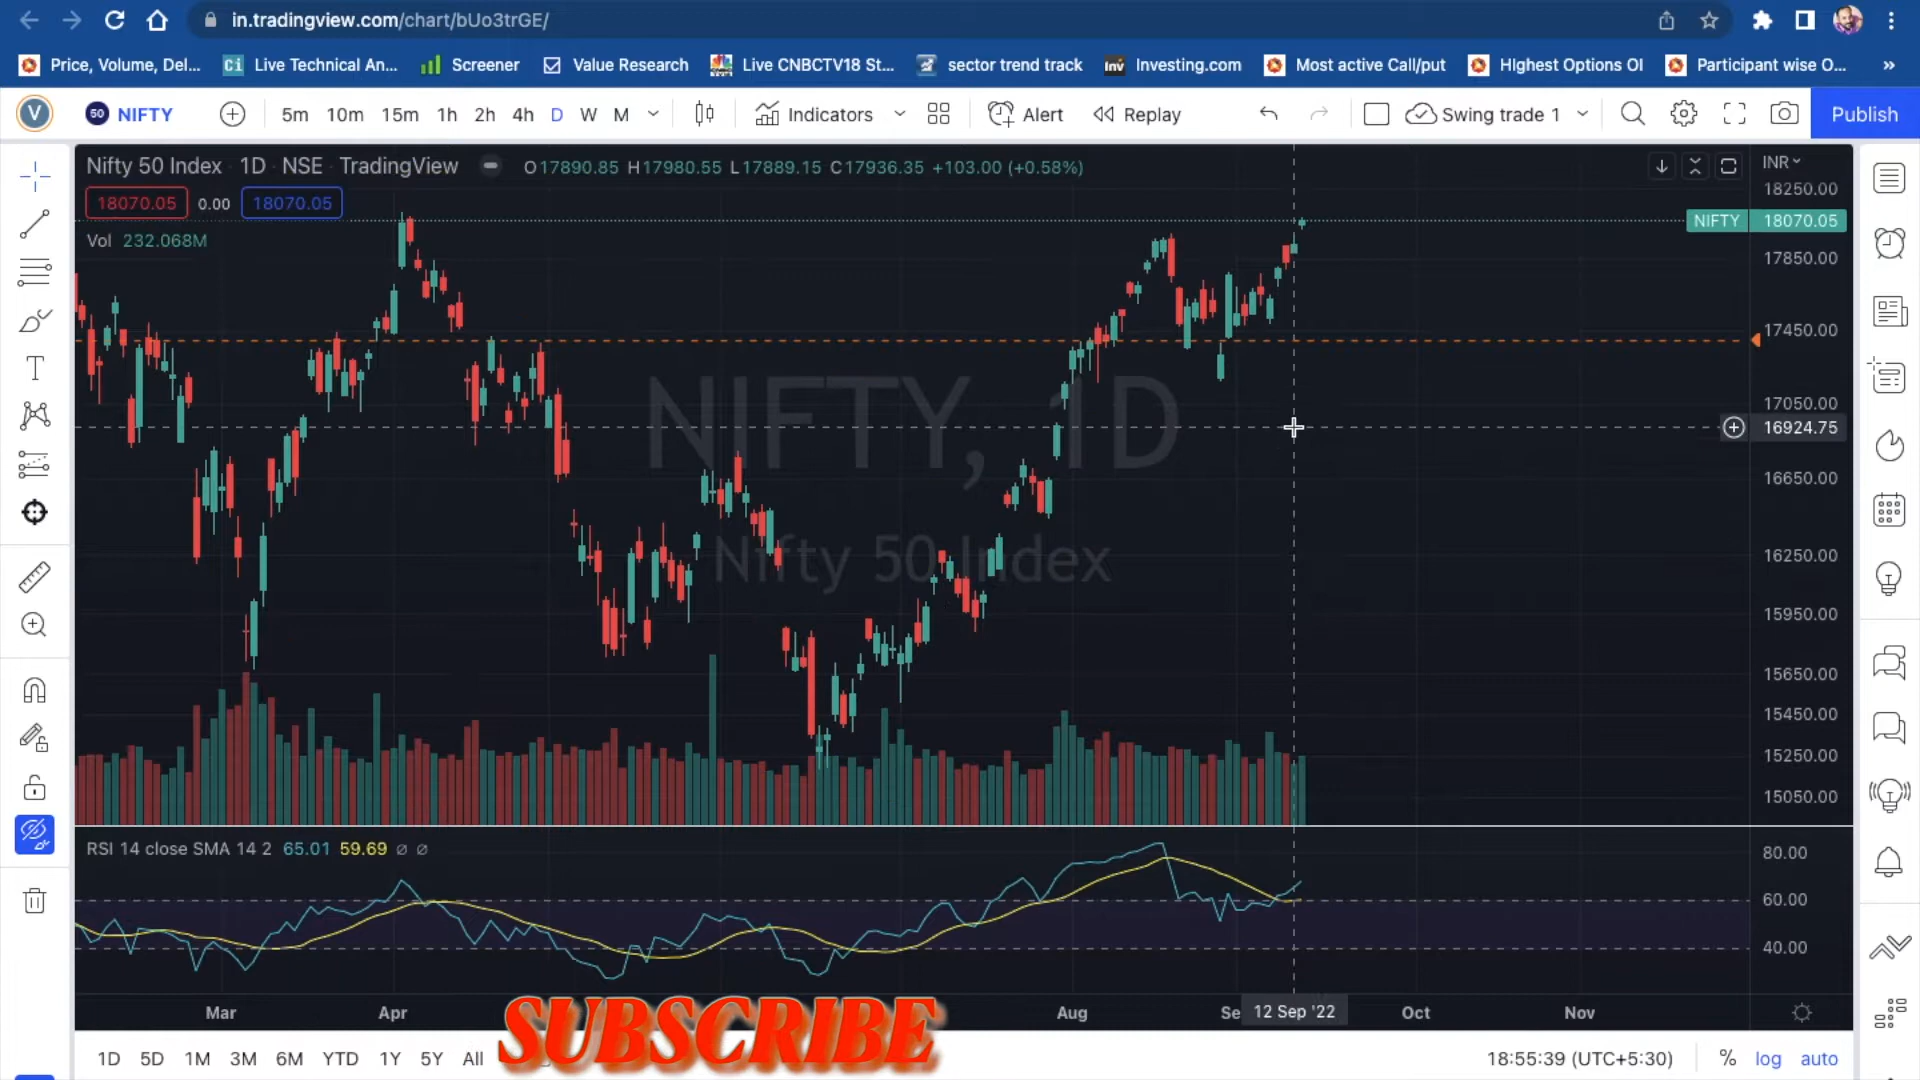 in.tradingview.com/chart/bUo3trGE/
Price, Volume, Del... Ci Live Technical An... Screener Value Research Live CNBCTV18 St... sector trend track Inv Investing.com Most active Call/put HIghest Options OI Participant wise O... »
V 50 NIFTY 5m 10m 15m 1h 2h 4h D W M Indicators Alert Replay Swing trade 1 Publish
Nifty 50 Index 1D NSE TradingView O17890.85 H17980.55 L17889.15 C17936.35 +103.00 (+0.58%) INR
18250.00
18070.05 0.00 18070.05
NIFTY 18070.05
Vol 232.068M
17850.00
17450.00
17050.00
NIFTY, 1D
16924.75
16650.00
Nifty 50 Index
16250.00
15950.00
15650.00
15450.00
15250.00
15050.00
RSI 14 close SMA 14 2 65.01 59.69 ∅ ∅
80.00
60.00
40.00
Mar Apr Aug Se 12 Sep '22 Oct Nov
SUBSCRIBE
1D 5D 1M 3M 6M YTD 1Y 5Y All 18:55:39 (UTC+5:30) % log auto